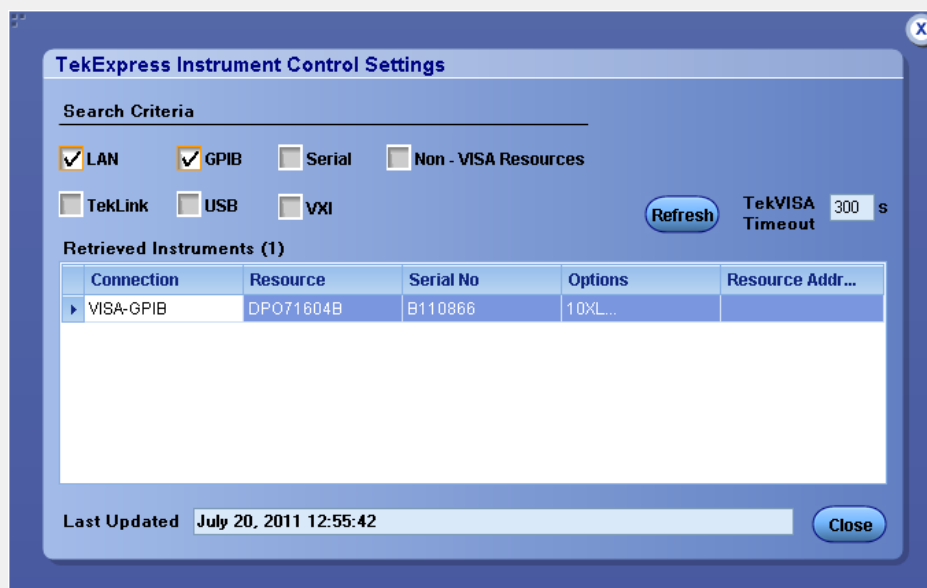 X
TekExpress Instrument Control Settings
Search Criteria
LAN GPIB Serial Non - VISA Resources
TekLink USB VXI
Refresh TekVISA Timeout 300 s
Retrieved Instruments (1)
Connection Resource Serial No Options Resource Addr...
VISA-GPIB DPO71604B B110866 10XL...
Last Updated July 20, 2011 12:55:42 Close